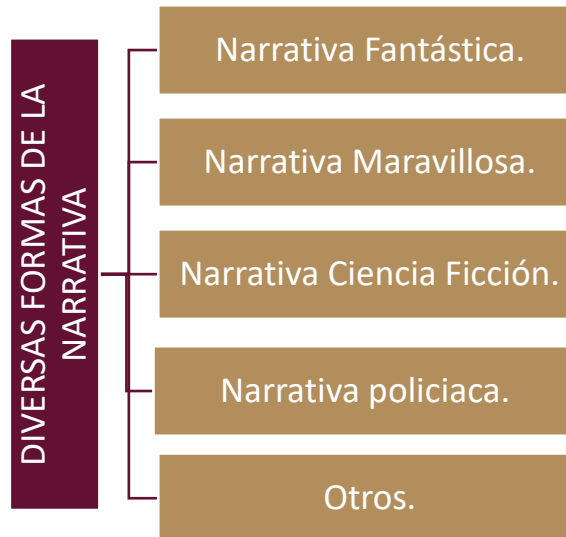 DIVERSAS FORMAS DE LA
NARRATIVA
Narrativa Fantástica.
Narrativa Maravillosa.
Narrativa Ciencia Ficción.
Narrativa policiaca.
Otros.